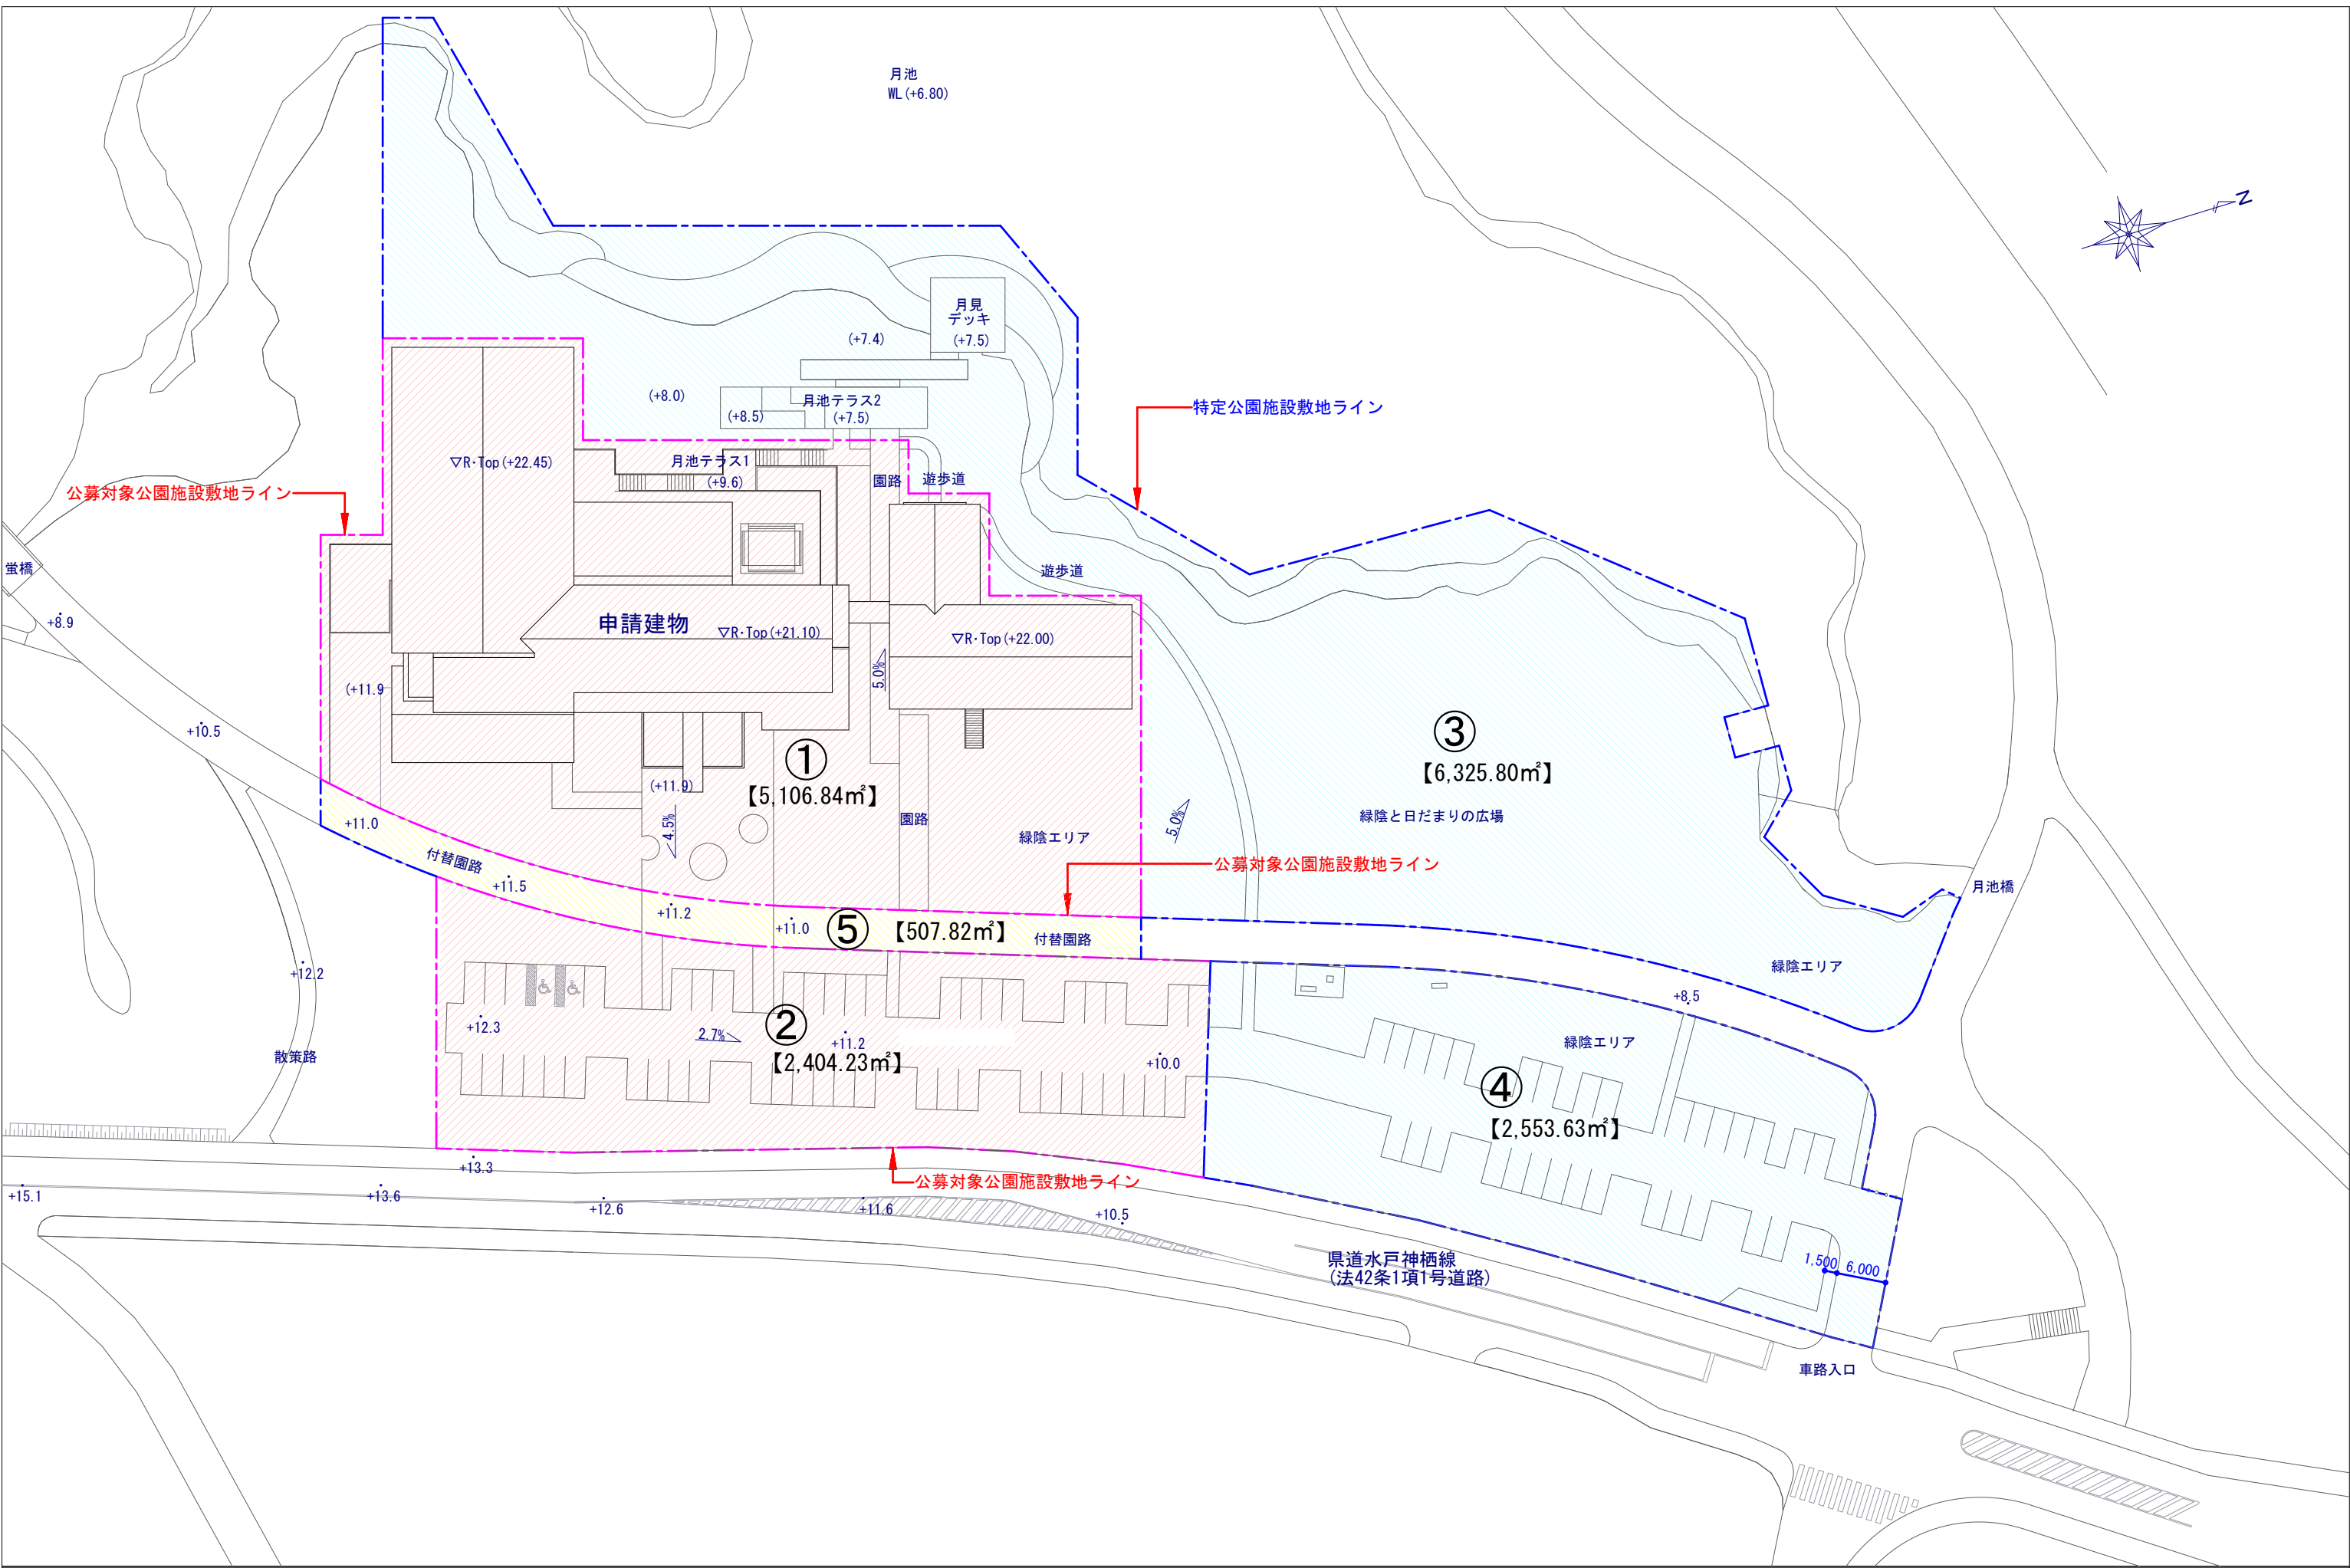 月池
WL(+6.80)
N
月見
デッキ
(+7.5)
(+7.4)
(+8.0)
月池テラス2
(+8.5)
(+7.5)
特定公園施設敷地ライン
▽R・Top(+22.45)
月池テラス1
(+9.6)
園路
遊歩道
公募対象公園施設敷地ライン
蛍橋
遊歩道
+8.9
申請建物
▽R・Top(+21.10)
▽R・Top(+22.00)
5.0%
(+11.9
+10.5
①
【5,106.84㎡】
③
【6,325.80㎡】
(+11.9)
4.5%
園路
緑陰エリア
5.0%
緑陰と日だまりの広場
+11.0
付替園路
+11.5
公募対象公園施設敷地ライン
月池橋
+11.2
+11.0
⑤
【507.82㎡】
付替園路
緑陰エリア
+12.2
+8.5
+12.3
2.7%
②
+11.2
【2,404.23㎡】
+10.0
緑陰エリア
散策路
④
【2,553.63㎡】
+13.3
公募対象公園施設敷地ライン
+15.1
+13.6
+12.6
+11.6
+10.5
県道水戸神栖線
(法42条1項1号道路)
1,500
6.000
車路入口